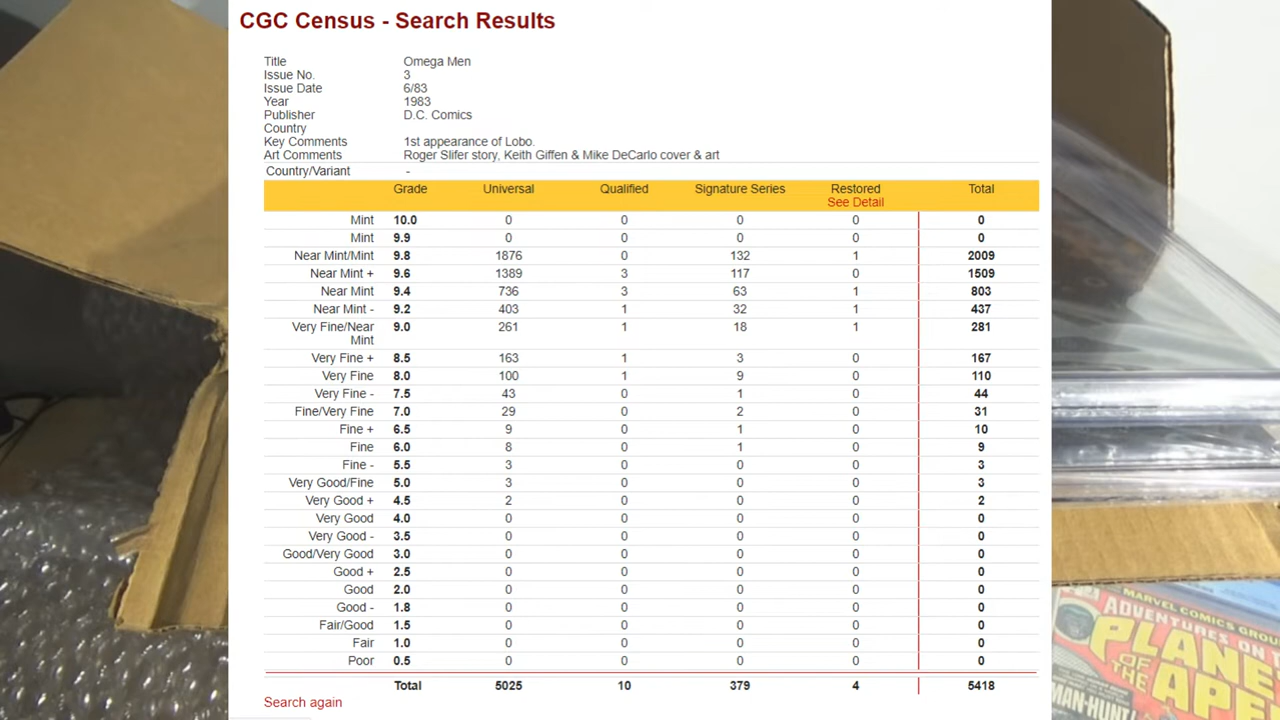 CGC Census - Search Results
Title Omega Men
Issue No. 3
Issue Date 6/83
Year 1983
Publisher D.C. Comics
Country
Key Comments 1st appearance of Lobo.
Art Comments Roger Slifer story, Keith Giffen & Mike DeCarlo cover & art
Country/Variant -
Grade Universal Qualified Signature Series Restored Total
See Detail
Mint 10.0 0 0 0 0 0
Mint 9.9 0 0 0 0 0
Near Mint/Mint 9.8 1876 0 132 1 2009
Near Mint + 9.6 1389 3 117 0 1509
Near Mint 9.4 736 3 63 1 803
Near Mint - 9.2 403 1 32 1 437
Very Fine/Near 9.0 261 1 18 1 281
Mint
Very Fine + 8.5 163 1 3 0 167
Very Fine 8.0 100 1 9 0 110
Very Fine - 7.5 43 0 1 0 44
Fine/Very Fine 7.0 29 0 2 0 31
Fine + 6.5 9 0 1 0 10
Fine 6.0 8 0 1 0 9
Fine - 5.5 3 0 0 0 3
Very Good/Fine 5.0 3 0 0 0 3
Very Good + 4.5 2 0 0 0 2
Very Good 4.0 0 0 0 0 0
Very Good - 3.5 0 0 0 0 0
Good/Very Good 3.0 0 0 0 0 0
Good + 2.5 0 0 0 0 0
Good 2.0 0 0 0 0 0
Good - 1.8 0 0 0 0 0
Fair/Good 1.5 0 0 0 0 0
Fair 1.0 0 0 0 0 0
Poor 0.5 0 0 0 0 0
Total 5025 10 379 4 5418
Search again
MARVEL COMICS GROU
ADVENTURES ON T
PLANE
OF THE APE
MAN-HUNT!